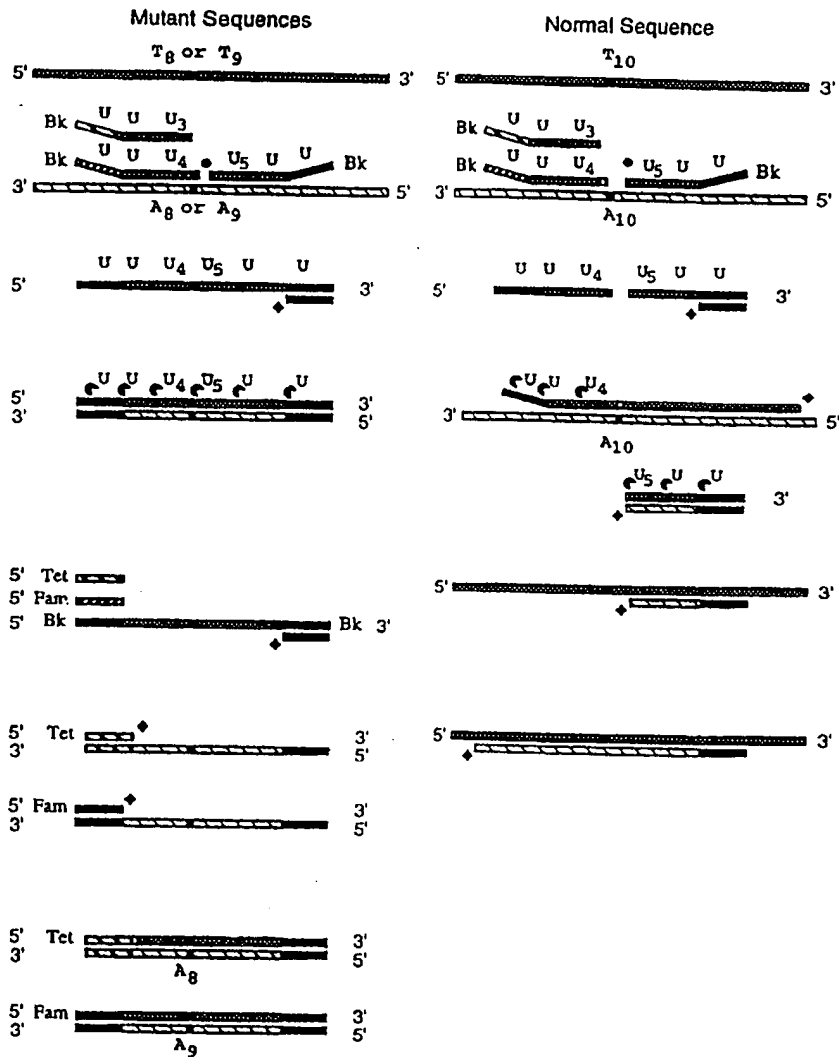 Mutant Sequences
T8 or T9
5' 3'
U U U3
Bk
U U U4 U5 U U
Bk Bk
3' 5'
A8 or A9
U U U4 U5 U U
5' 3'
U U U4 U5 U U
5' 3'
3' 5'
5' Tet
5' Fam
5' Bk Bk 3'
5' Tet 3'
3' 5'
5' Fam 3'
3' 5'
5' Tet 3'
3' 5'
A8
5' Fam 3'
3' 5'
A9
Normal Sequence
T10
5' 3'
U U U3
Bk
U U U4 U5 U U
Bk Bk
3' 5'
A10
U U U4 U5 U U
5' 3'
U U U4
3' 5'
A10
U5 U U
3'
5' 3'
5' 3'